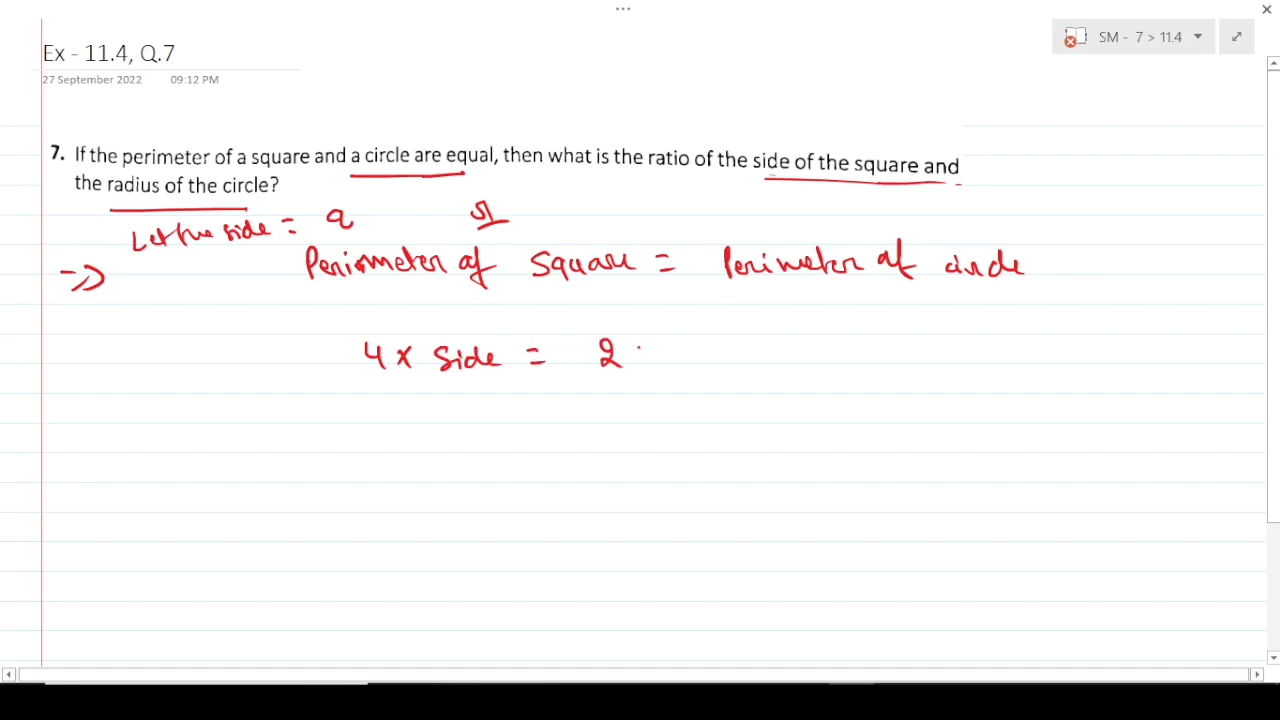 SM - 7 > 11.4
Ex - 11.4, Q.7
27 September 2022 09:12 PM
7. If the perimeter of a square and a circle are equal, then what is the ratio of the side of the square and
the radius of the circle?
Let the side = a r
=> Perimeter of square = Perimeter of circle
4 x side = 2